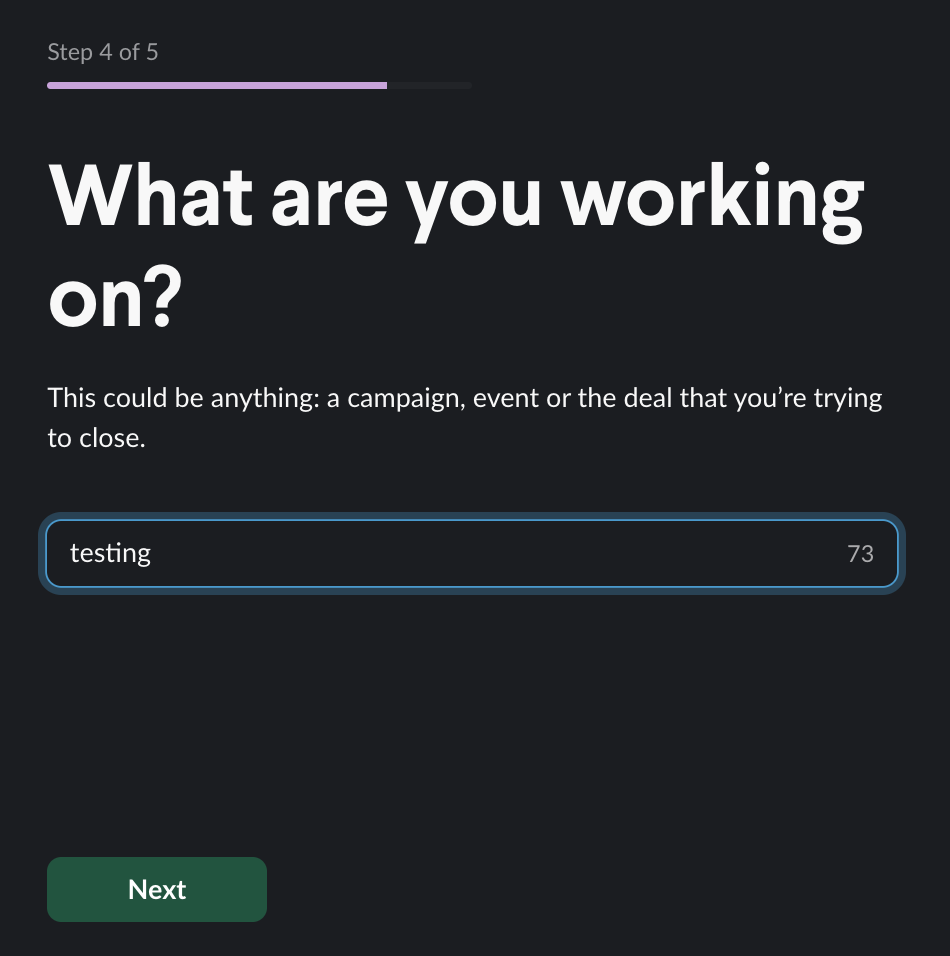 Step 4 of 5
What are you working
on?
This could be anything: a campaign, event or the deal that you’re trying
to close.
testing 73
Next